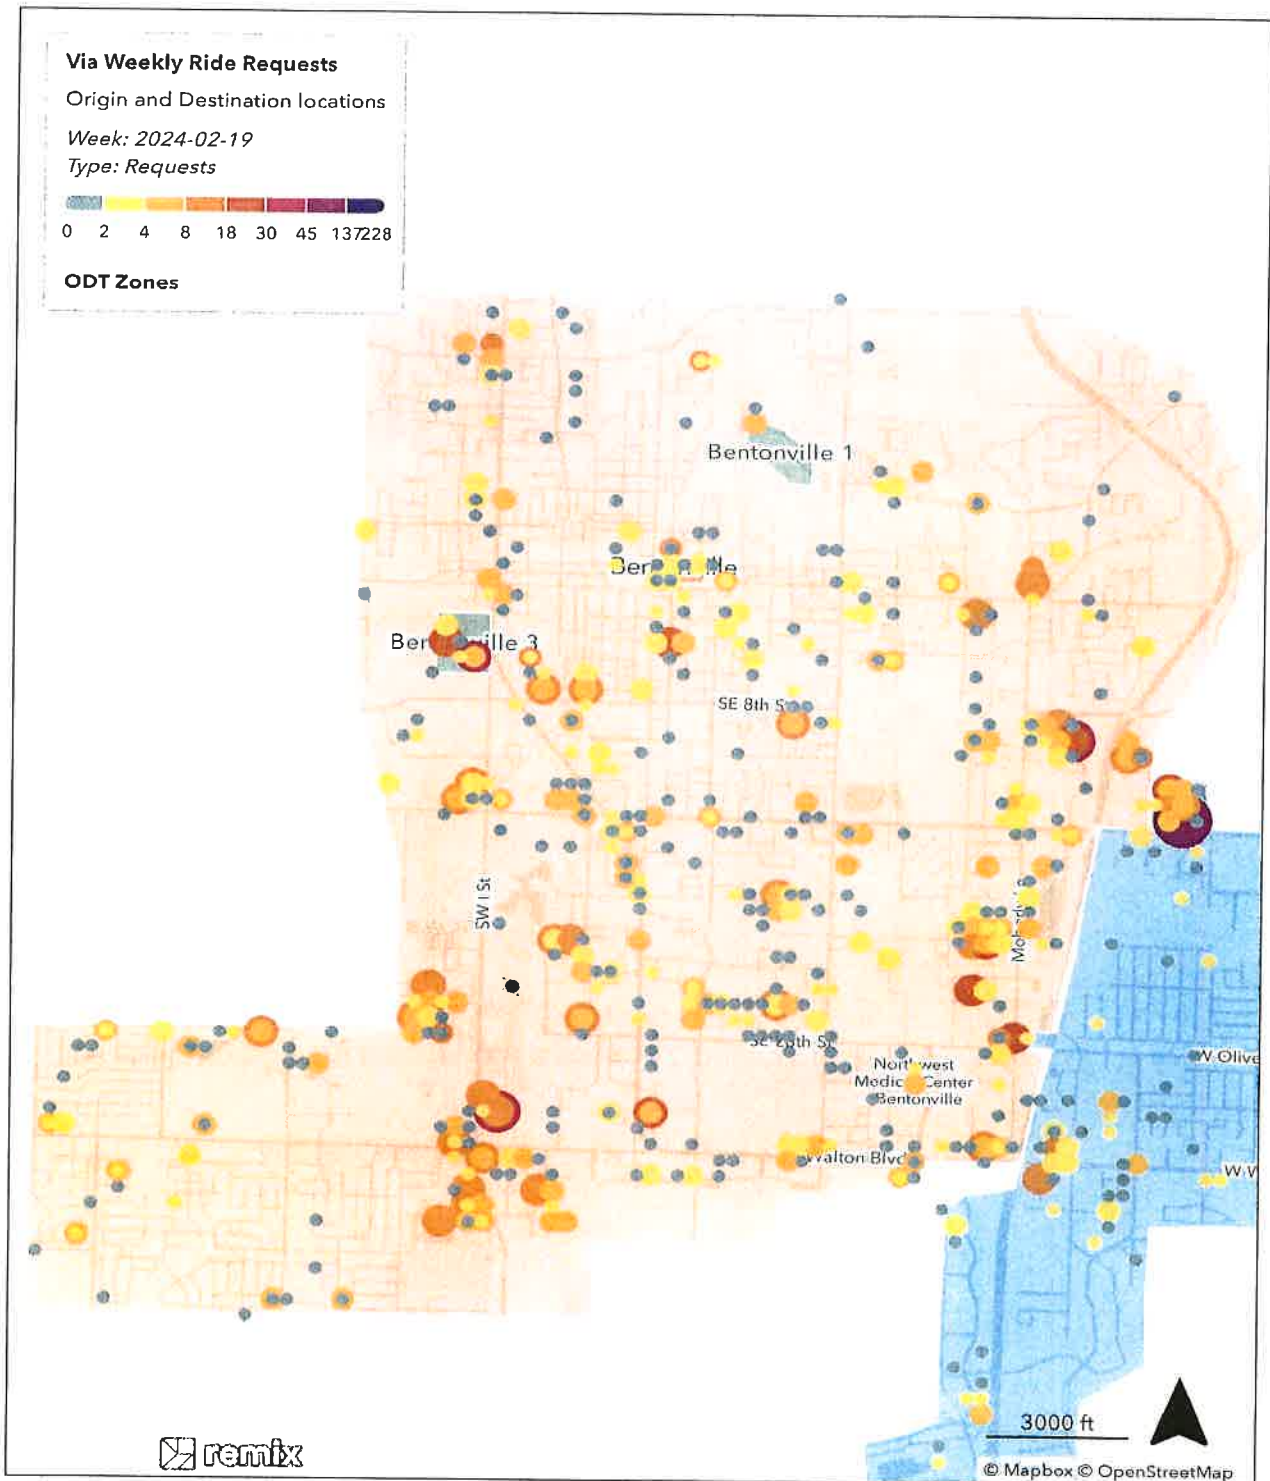 Via Weekly Ride Requests
Origin and Destination locations
Week: 2024-02-19
Type: Requests
0 2 4 8 18 30 45 137228
ODT Zones
Bentonville 1
SE 8th S
SW I St
Northwest
Medic Center
Bentonville
Walton Blvd
W Olive
W W
3000 ft
remix
© Mapbox © OpenStreetMap